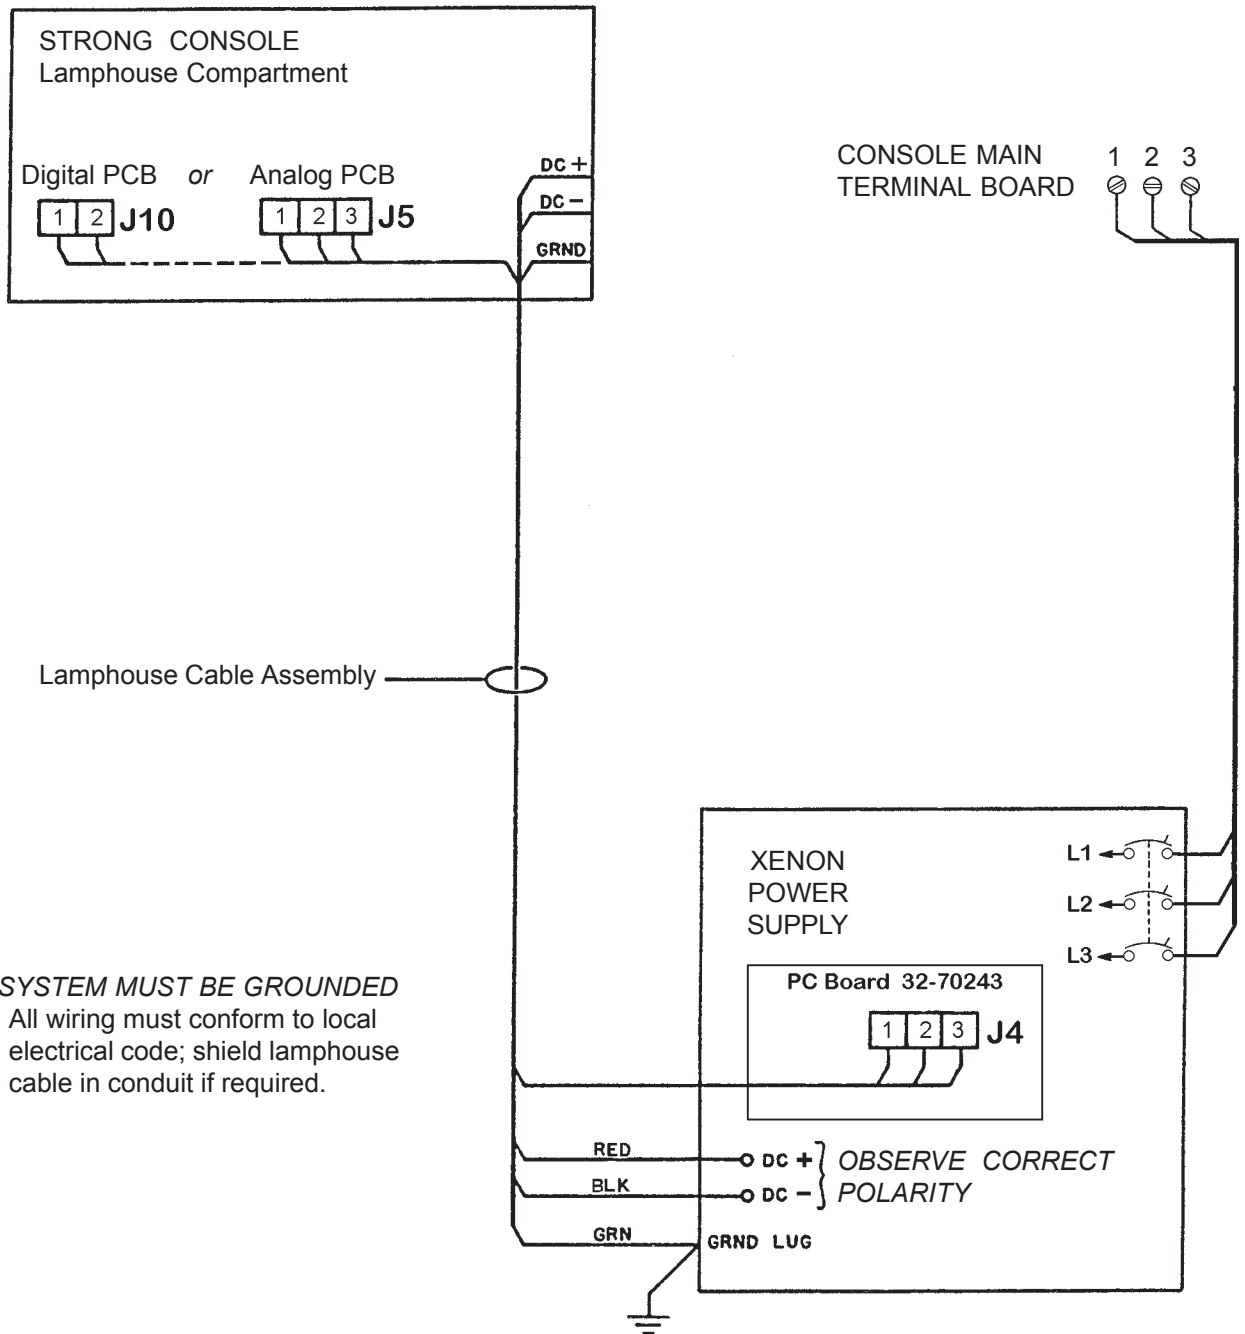 STRONG CONSOLE
Lamphouse Compartment
Digital PCB or Analog PCB
1 2 J10
1 2 3 J5
DC +
DC -
GRND
CONSOLE MAIN
TERMINAL BOARD
1 2 3
Lamphouse Cable Assembly
XENON
POWER
SUPPLY
L1
L2
L3
PC Board 32-70243
1 2 3 J4
SYSTEM MUST BE GROUNDED
All wiring must conform to local
electrical code; shield lamphouse
cable in conduit if required.
RED
DC +
BLK
DC -
OBSERVE CORRECT
POLARITY
GRN
GRND LUG